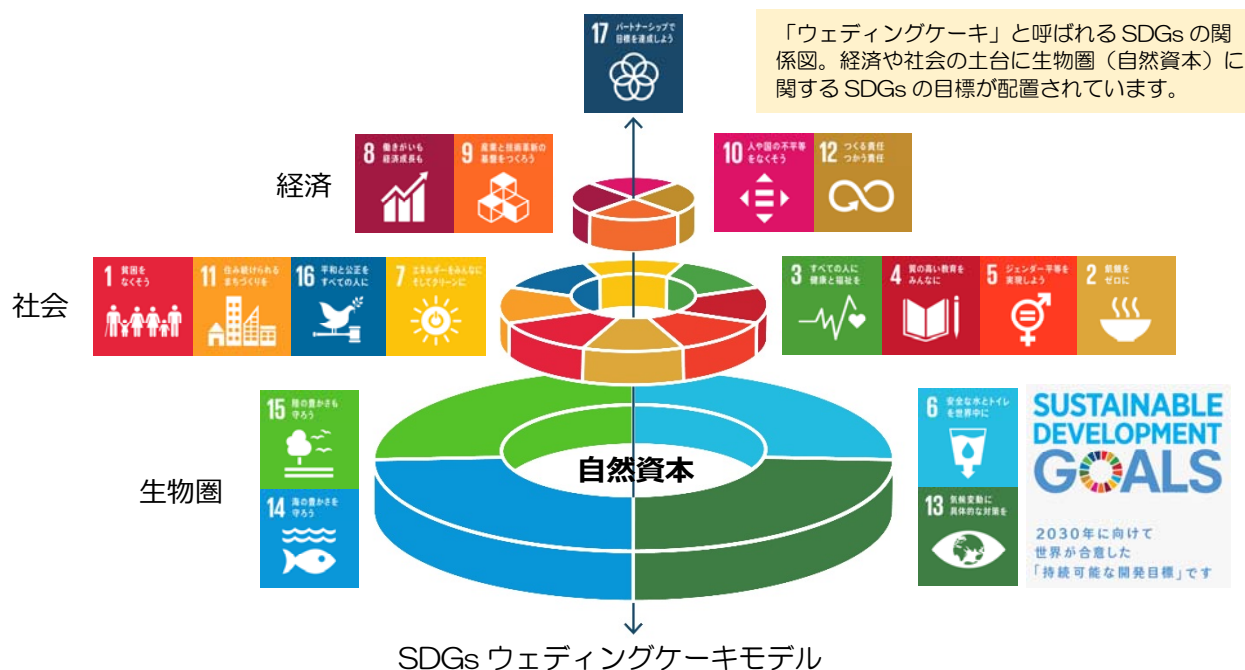 17 パートナーシップで
目標を達成しよう
「ウェディングケーキ」と呼ばれる SDGs の関
係図。経済や社会の土台に生物圏（自然資本）に
関する SDGs の目標が配置されています。
経済
8 働きがいも
経済成長も
9 産業と技術革新の
基盤をつくろう
10 人や国の不平等
をなくそう
12 つくる責任
つかう責任
社会
1 貧困を
なくそう
11 住み続けられる
まちづくりを
16 平和と公正を
すべての人に
7 エネルギーをみんなに
そしてクリーンに
3 すべての人に
健康と福祉を
4 質の高い教育を
みんなに
5 ジェンダー平等を
実現しよう
2 飢餓を
ゼロに
生物圏
15 陸の豊かさも
守ろう
14 海の豊かさを
守ろう
自然資本
6 安全な水とトイレ
を世界中に
13 気候変動に
具体的な対策を
SUSTAINABLE
DEVELOPMENT
GOALS
2030年に向けて
世界が合意した
「持続可能な開発目標」です
SDGs ウェディングケーキモデル